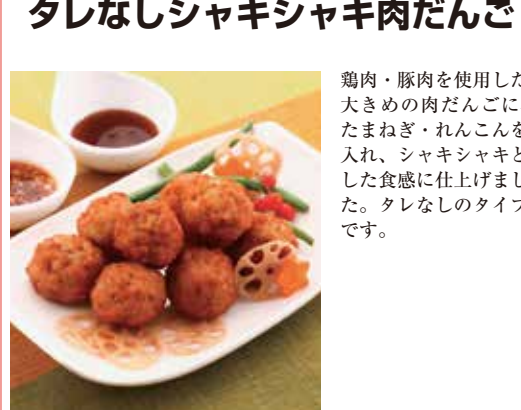 タレなしシャキシャキ肉だんご
鶏肉・豚肉を使用した
大きめの肉だんごに
たまねぎ・れんこんを
入れ、シャキシャキと
した食感に仕上げまし
た。タレなしのタイプ
です。